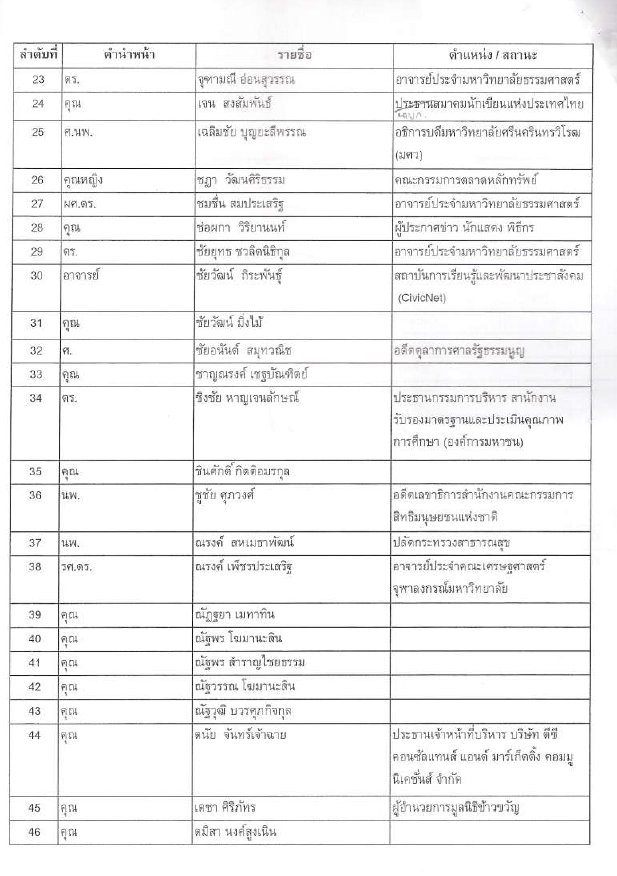 ลำดับที่ คำนำหน้า รายชื่อ ตำแหน่ง / สถานะ
23 ดร. จุฑามณี อ่อนสุวรรณ อาจารย์ประจำมหาวิทยาลัยธรรมศาสตร์
24 คุณ เจน สงสมพันธุ์ ประธานสมาคมนักเขียนแห่งประเทศไทย
25 ศ.นพ. เฉลิมชัย บุญยะลีพรรณ อธิการบดีมหาวิทยาลัยศรีนครินทรวิโรฒ
(มศว)
26 คุณหญิง ชฎา วัฒนศิริธรรม คณะกรรมการตลาดหลักทรัพย์
27 ผศ.ดร. ชมชื่น สมประเสริฐ อาจารย์ประจำมหาวิทยาลัยธรรมศาสตร์
28 คุณ ช่อผกา วิริยานนท์ ผู้ประกาศข่าว นักแสดง พิธีกร
29 ดร. ชัยยุทธ ชวลิตนิธิกุล อาจารย์ประจำมหาวิทยาลัยธรรมศาสตร์
30 อาจารย์ ชัยวัฒน์ ถิระพันธุ์ สถาบันการเรียนรู้และพัฒนาประชาสังคม
(CivicNet)
31 คุณ ชัยวัฒน์ มิ่งไม้
32 ศ. ชัยอนันต์ สมุทวณิช อดีตตุลาการศาลรัฐธรรมนูญ
33 คุณ ชาญณรงค์ เชฐบัณฑิตย์
34 ดร. ชิงชัย หาญเจนลักษณ์ ประธานกรรมการบริหาร สานักงาน
รับรองมาตรฐานและประเมินคุณภาพ
การศึกษา (องค์การมหาชน)
35 คุณ ชินศักดิ์ กิตติอมรกุล
36 นพ. ชูชัย ศุภวงศ์ อดีตเลขาธิการสำนักงานคณะกรรมการ
สิทธิมนุษยชนแห่งชาติ
37 นพ. ณรงค์ สหเมธาพัฒน์ ปลัดกระทรวงสาธารณสุข
38 รศ.ดร. ณรงค์ เพ็ชรประเสริฐ อาจารย์ประจำคณะเศรษฐศาสตร์
จุฬาลงกรณ์มหาวิทยาลัย
39 คุณ ณัฏฐยา เมทาทิน
40 คุณ ณัฐพร โฆมานะสิน
41 คุณ ณัฐพร สำราญไชยธรรม
42 คุณ ณัฐวรรณ โฆมานะสิน
43 คุณ ณัฐวุฒิ บวรศุภกิจกุล
44 คุณ ดนัย จันทร์เจ้าฉาย ประธานเจ้าหน้าที่บริหาร บริษัท ดีซี
คอนซัลแทนส์ แอนด์ มาร์เก็ตติ้ง คอมมู
นิเคชั่นส์ จำกัด
45 คุณ เดชา ศิริภัทร ผู้อำนวยการมูลนิธิข้าวขวัญ
46 คุณ ดมิสา นงค์สูงเนิน